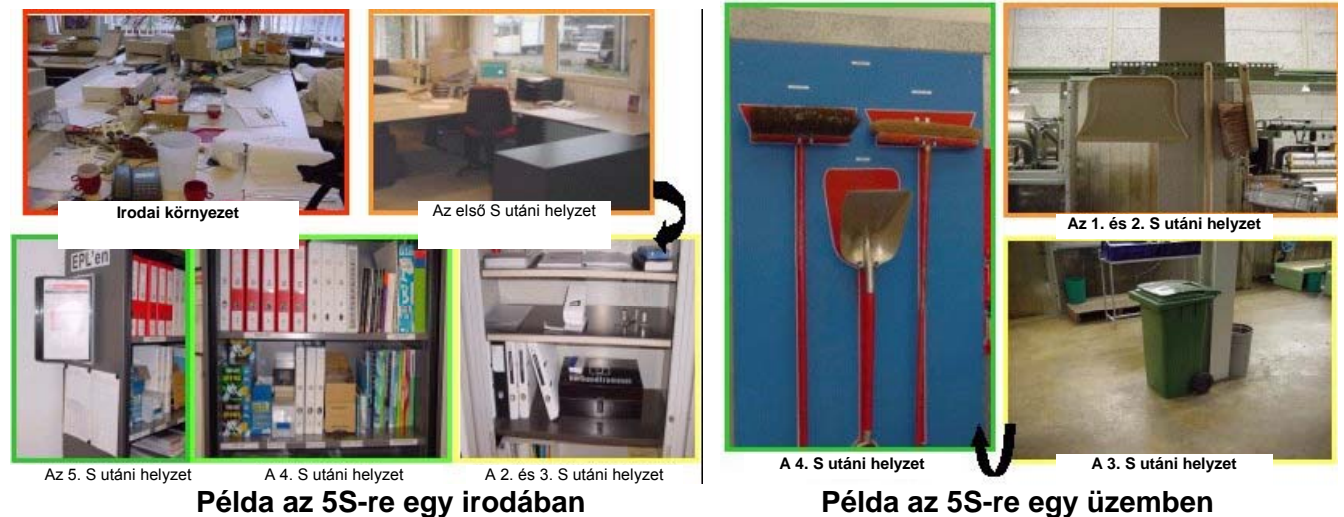 Irodai környezet
Az első S utáni helyzet
EPL'en
Az 5. S utáni helyzet
A 4. S utáni helyzet
A 2. és 3. S utáni helyzet
Példa az 5S-re egy irodában
Az 1. és 2. S utáni helyzet
A 4. S utáni helyzet
A 3. S utáni helyzet
Példa az 5S-re egy üzemben